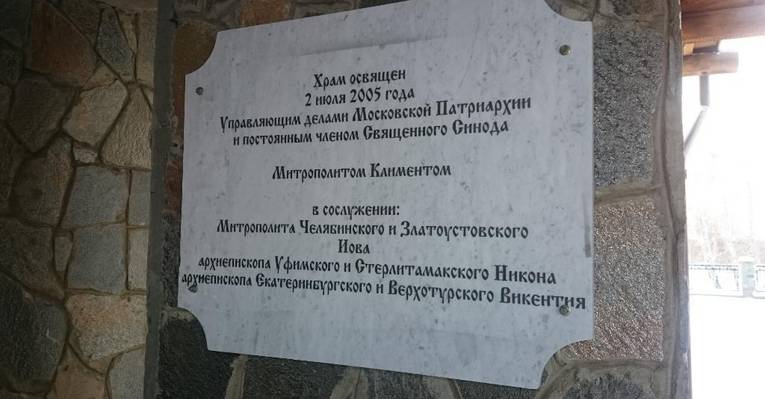 Храм освящен
2 июля 2005 года
Управляющим делами Московской Патриархии
и постоянным членом Священного Синода
Митрополитом Климентом
в сослужении:
Митрополита Челябинского и Златоустовского
Иова
архиепископа Уфимского и Стерлитамакского Никона
архиепископа Екатеринбургского и Верхотурского Викентия